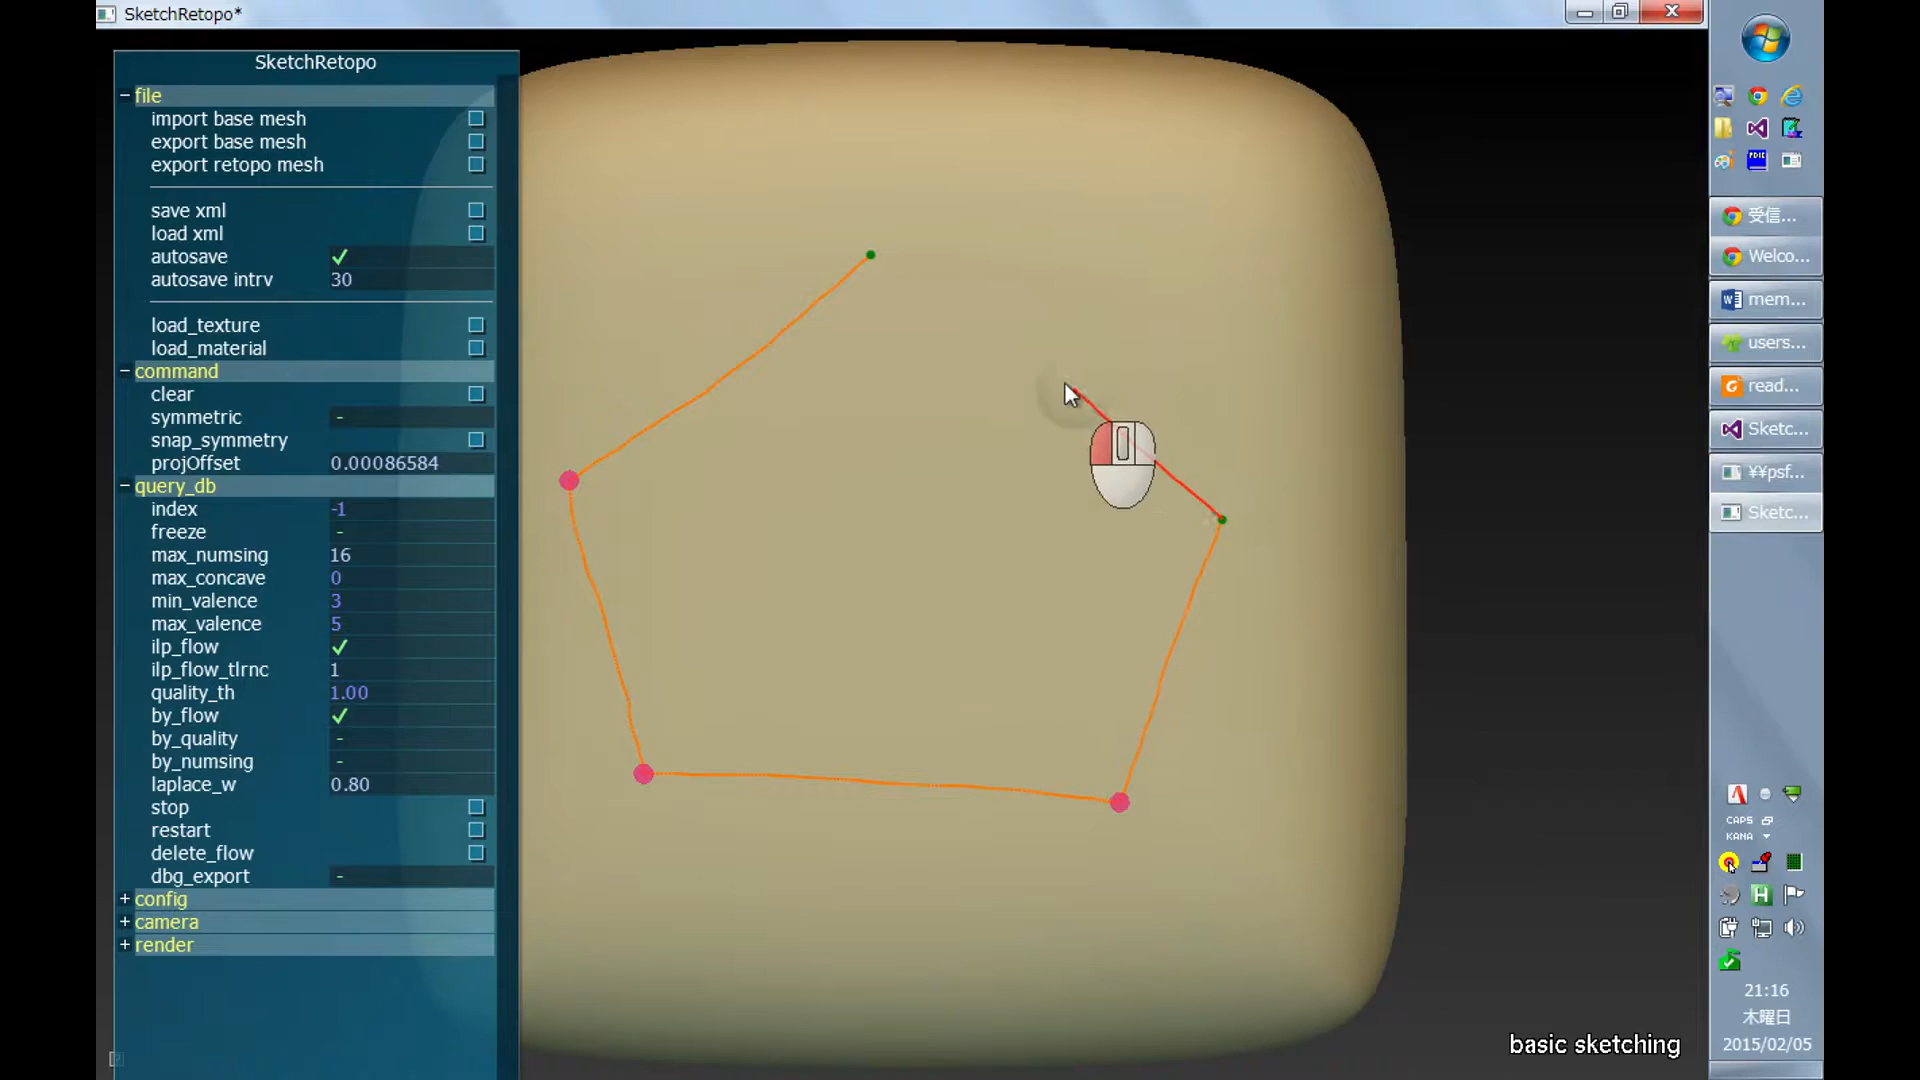 SketchRetopo*
SketchRetopo
− file
import base mesh
export base mesh
export retopo mesh
save xml
load xml
autosave ✓
autosave intrv 30
load_texture
load_material
− command
clear
symmetric -
snap_symmetry
projOffset 0.00086584
− query_db
index -1
freeze -
max_numsing 16
max_concave 0
min_valence 3
max_valence 5
ilp_flow ✓
ilp_flow_tlrnc 1
quality_th 1.00
by_flow ✓
by_quality -
by_numsing -
laplace_w 0.80
stop
restart
delete_flow
dbg_export -
+ config
+ camera
+ render
basic sketching
PDIC
受信...
Welco...
mem...
users...
read...
Sketc...
¥¥psf...
Sketc...
A
CAPS
KANA
H
21:16
木曜日
2015/02/05